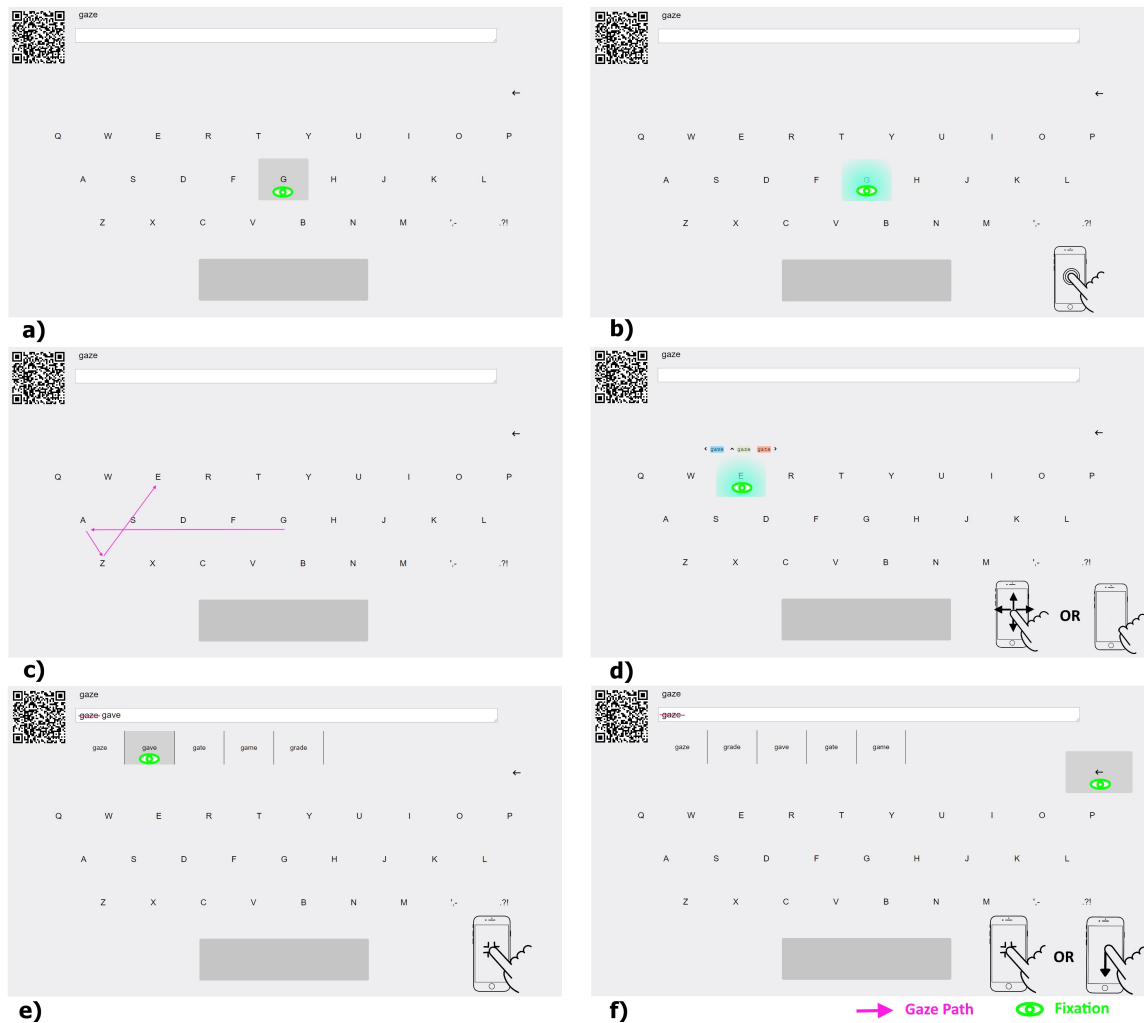 gaze
←
Q W E R T Y U I O P
A S D F G H J K L
Z X C V B N M ',- .?!
a)
gaze
←
Q W E R T Y U I O P
A S D F G H J K L
Z X C V B N M ',- .?!
b)
gaze
←
Q W E R T Y U I O P
A S D F G H J K L
Z X C V B N M ',- .?!
c)
gaze
←
‹ gave ^ gaze gate ›
Q W E R T Y U I O P
A S D F G H J K L
Z X C V B N M ',- .?!
OR
d)
gaze
gaze gave
gaze gave gate game grade
←
Q W E R T Y U I O P
A S D F G H J K L
Z X C V B N M ',- .?!
e)
gaze
gaze
gaze grade gave gate game
←
Q W E R T Y U I O P
A S D F G H J K L
Z X C V B N M ',- .?!
OR
f)
Gaze Path Fixation